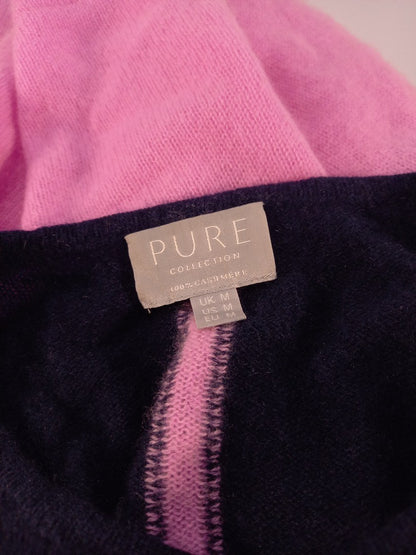 PURE
COLLECTION
100% CASHMERE
UK M
US M
EU M